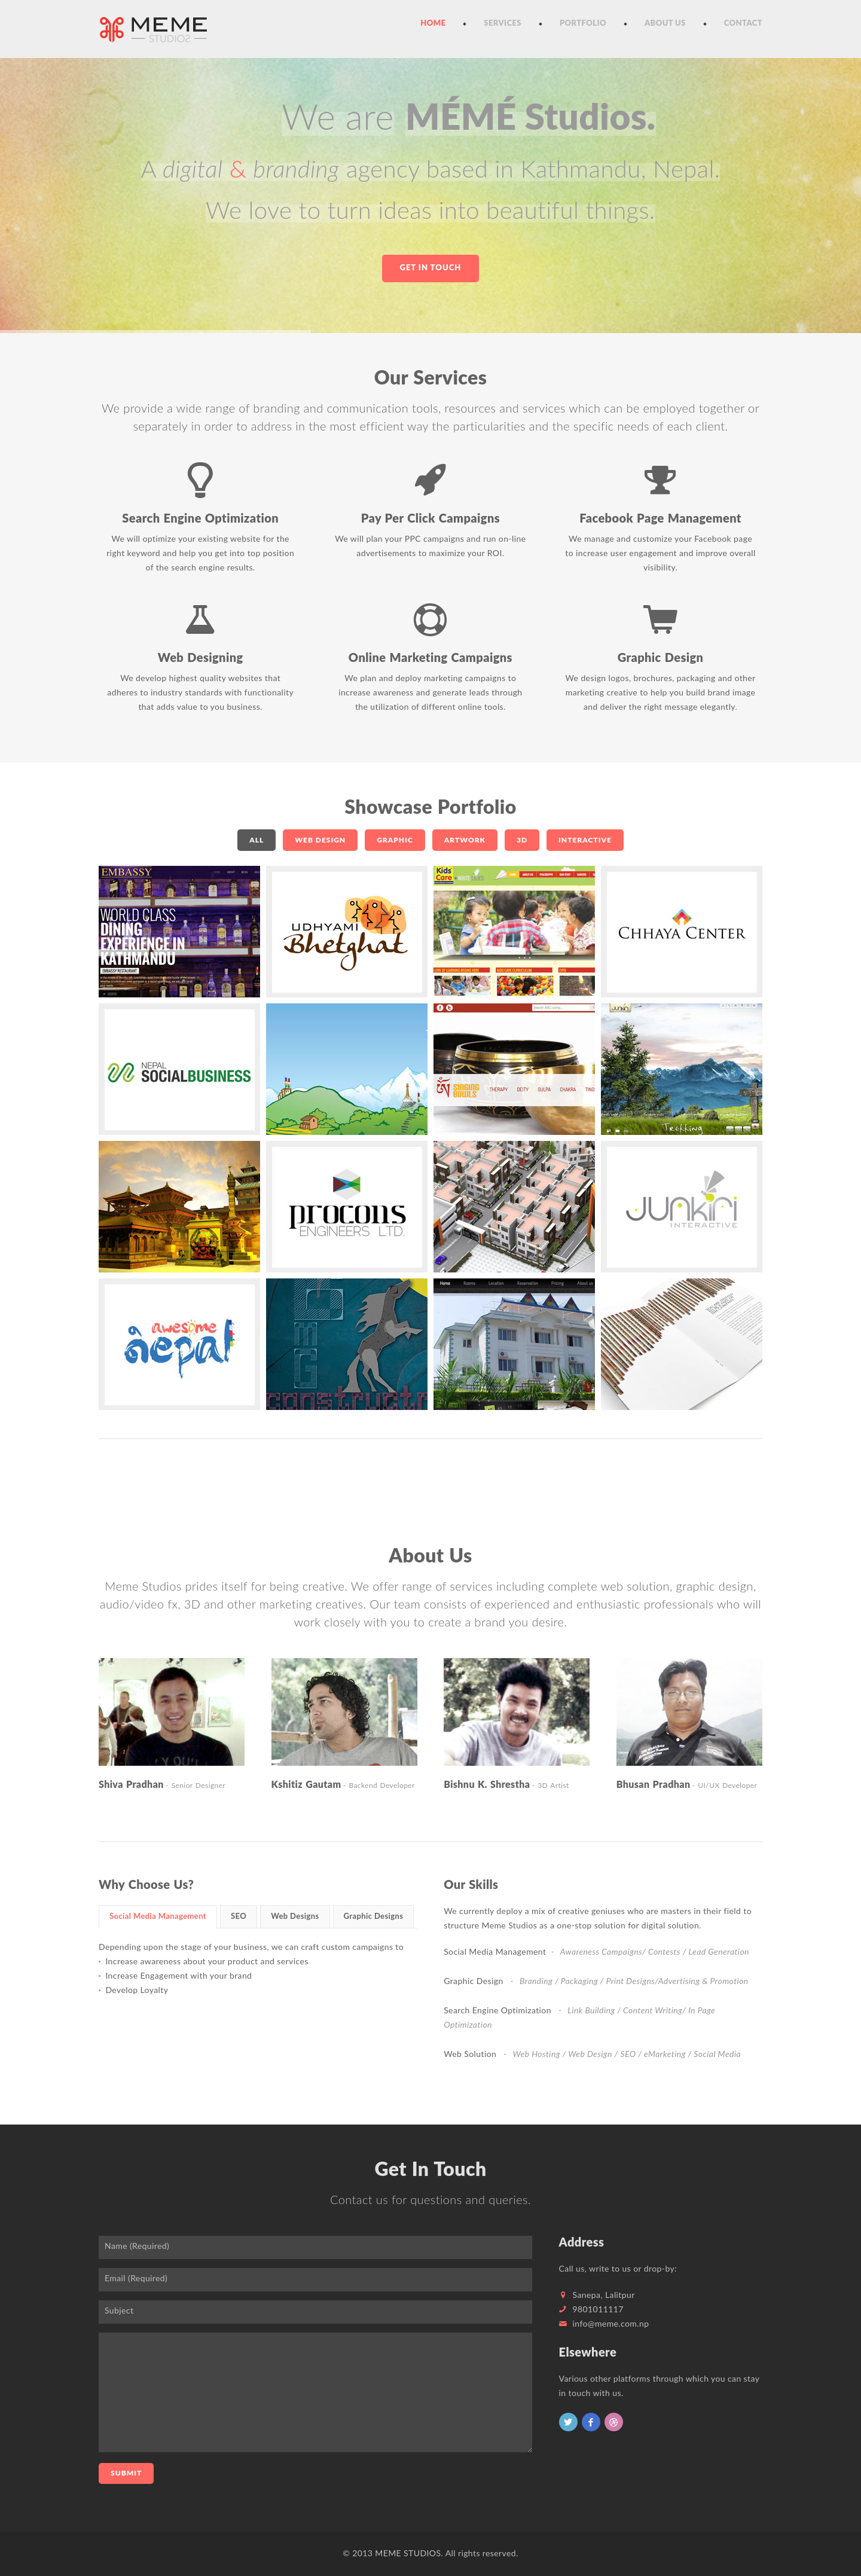 MEME
STUDIOS
HOME • SERVICES • PORTFOLIO • ABOUT US • CONTACT
We are MÉMÉ Studios.
A digital & branding agency based in Kathmandu, Nepal.
We love to turn ideas into beautiful things.
GET IN TOUCH
Our Services
We provide a wide range of branding and communication tools, resources and services which can be employed together or
separately in order to address in the most efficient way the particularities and the specific needs of each client.
Search Engine Optimization
We will optimize your existing website for the
right keyword and help you get into top position
of the search engine results.
Pay Per Click Campaigns
We will plan your PPC campaigns and run on-line
advertisements to maximize your ROI.
Facebook Page Management
We manage and customize your Facebook page
to increase user engagement and improve overall
visibility.
Web Designing
We develop highest quality websites that
adheres to industry standards with functionality
that adds value to you business.
Online Marketing Campaigns
We plan and deploy marketing campaigns to
increase awareness and generate leads through
the utilization of different online tools.
Graphic Design
We design logos, brochures, packaging and other
marketing creative to help you build brand image
and deliver the right message elegantly.
Showcase Portfolio
ALL WEB DESIGN GRAPHIC ARTWORK 3D INTERACTIVE
EMBASSY
WORLD CLASS
DINING
EXPERIENCE IN
KATHMANDU
EMBASSY RESTAURANT
UDHYAMI
Bhetghat
Kids
Care
CHHAYA CENTER
NEPAL
SOCIALBUSINESS
SINGING
BOWLS
THERAPY DEITY SULPA CHAKRA
JUNKIRI
Trekking
procons
ENGINEERS LTD.
JUNKIRI
INTERACTIVE
awesome
nepal
OMG
constructr
Home Rooms Location Reservation Pricing About us
About Us
Meme Studios prides itself for being creative. We offer range of services including complete web solution, graphic design,
audio/video fx, 3D and other marketing creatives. Our team consists of experienced and enthusiastic professionals who will
work closely with you to create a brand you desire.
Shiva Pradhan - Senior Designer
Kshitiz Gautam - Backend Developer
Bishnu K. Shrestha - 3D Artist
Bhusan Pradhan - UI/UX Developer
Why Choose Us?
Social Media Management SEO Web Designs Graphic Designs
Depending upon the stage of your business, we can craft custom campaigns to
Increase awareness about your product and services
Increase Engagement with your brand
Develop Loyalty
Our Skills
We currently deploy a mix of creative geniuses who are masters in their field to
structure Meme Studios as a one-stop solution for digital solution.
Social Media Management - Awareness Campaigns/ Contests / Lead Generation
Graphic Design - Branding / Packaging / Print Designs/Advertising & Promotion
Search Engine Optimization - Link Building / Content Writing/ In Page
Optimization
Web Solution - Web Hosting / Web Design / SEO / eMarketing / Social Media
Get In Touch
Contact us for questions and queries.
Name (Required)
Email (Required)
Subject
SUBMIT
Address
Call us, write to us or drop-by:
Sanepa, Lalitpur
9801011117
info@meme.com.np
Elsewhere
Various other platforms through which you can stay
in touch with us.
© 2013 MEME STUDIOS. All rights reserved.